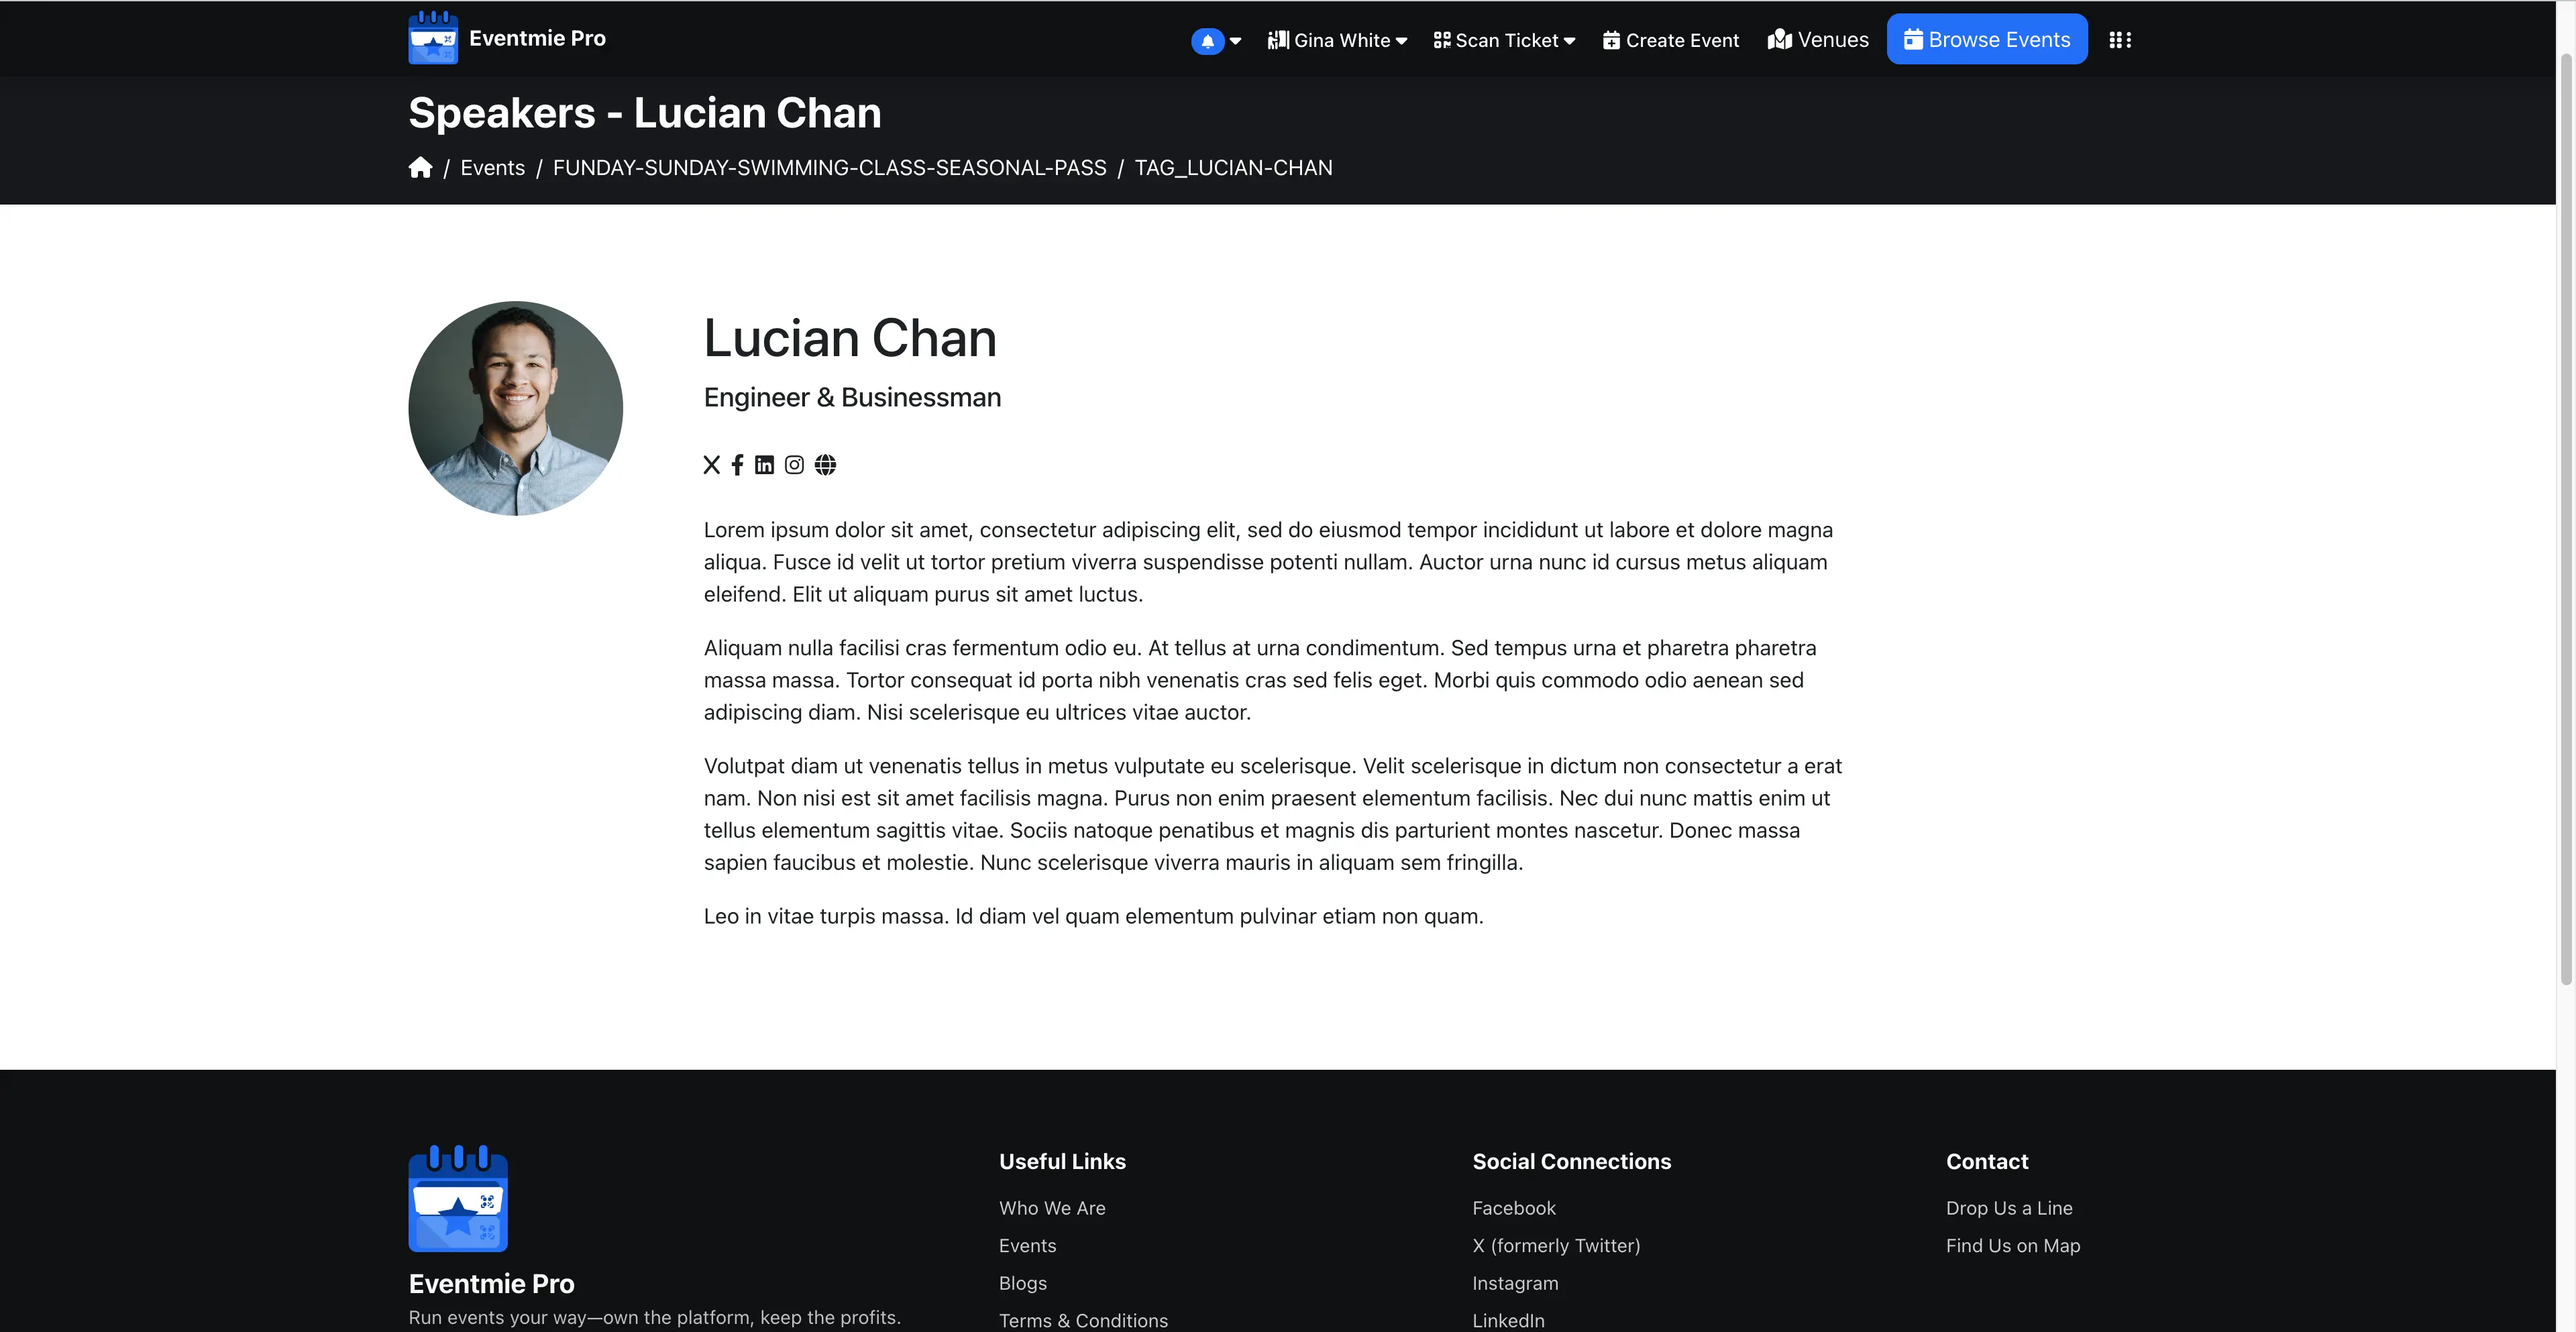 Eventmie Pro
Gina White
Scan Ticket
Create Event
Venues
Browse Events
Speakers - Lucian Chan
/ Events / FUNDAY-SUNDAY-SWIMMING-CLASS-SEASONAL-PASS / TAG_LUCIAN-CHAN
Lucian Chan
Engineer & Businessman
Lorem ipsum dolor sit amet, consectetur adipiscing elit, sed do eiusmod tempor incididunt ut labore et dolore magna
aliqua. Fusce id velit ut tortor pretium viverra suspendisse potenti nullam. Auctor urna nunc id cursus metus aliquam
eleifend. Elit ut aliquam purus sit amet luctus.
Aliquam nulla facilisi cras fermentum odio eu. At tellus at urna condimentum. Sed tempus urna et pharetra pharetra
massa massa. Tortor consequat id porta nibh venenatis cras sed felis eget. Morbi quis commodo odio aenean sed
adipiscing diam. Nisi scelerisque eu ultrices vitae auctor.
Volutpat diam ut venenatis tellus in metus vulputate eu scelerisque. Velit scelerisque in dictum non consectetur a erat
nam. Non nisi est sit amet facilisis magna. Purus non enim praesent elementum facilisis. Nec dui nunc mattis enim ut
tellus elementum sagittis vitae. Sociis natoque penatibus et magnis dis parturient montes nascetur. Donec massa
sapien faucibus et molestie. Nunc scelerisque viverra mauris in aliquam sem fringilla.
Leo in vitae turpis massa. Id diam vel quam elementum pulvinar etiam non quam.
Eventmie Pro
Run events your way—own the platform, keep the profits.
Useful Links
Who We Are
Events
Blogs
Terms & Conditions
Social Connections
Facebook
X (formerly Twitter)
Instagram
LinkedIn
Contact
Drop Us a Line
Find Us on Map